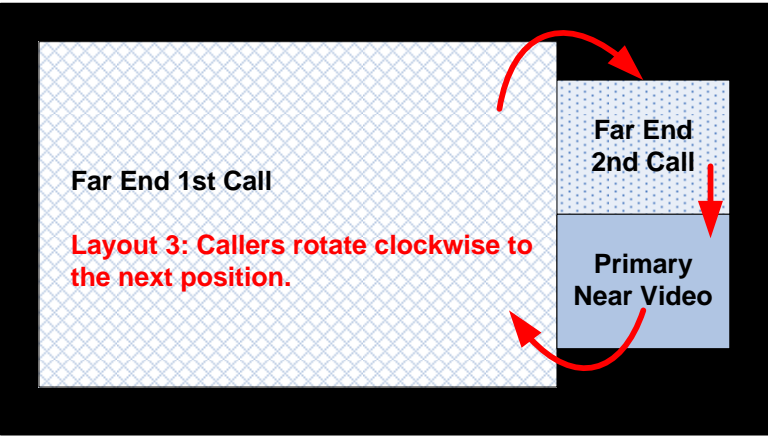 Far End 1st Call
Layout 3: Callers rotate clockwise to
the next position.
Far End
2nd Call
Primary
Near Video